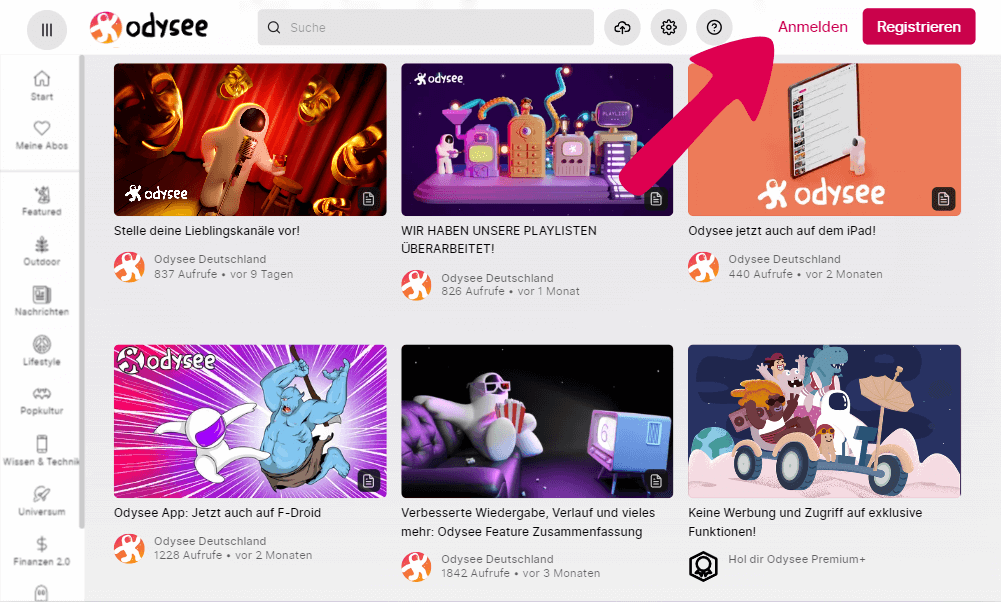 odysee
Suche
Anmelden
Registrieren
Start
Meine Abos
Featured
Outdoor
Nachrichten
Lifestyle
Popkultur
Wissen & Technik
Universum
Finanzen 2.0
odysee
odysee
PLAYLIST
odysee
Stelle deine Lieblingskanäle vor!
Odysee Deutschland
837 Aufrufe • vor 9 Tagen
WIR HABEN UNSERE PLAYLISTEN
ÜBERARBEITET!
Odysee Deutschland
826 Aufrufe • vor 1 Monat
Odysee jetzt auch auf dem iPad!
Odysee Deutschland
440 Aufrufe • vor 2 Monaten
odysee
6
Odysee App: Jetzt auch auf F-Droid
Odysee Deutschland
1228 Aufrufe • vor 2 Monaten
Verbesserte Wiedergabe, Verlauf und vieles
mehr: Odysee Feature Zusammenfassung
Odysee Deutschland
1842 Aufrufe • vor 3 Monaten
Keine Werbung und Zugriff auf exklusive
Funktionen!
Hol dir Odysee Premium+